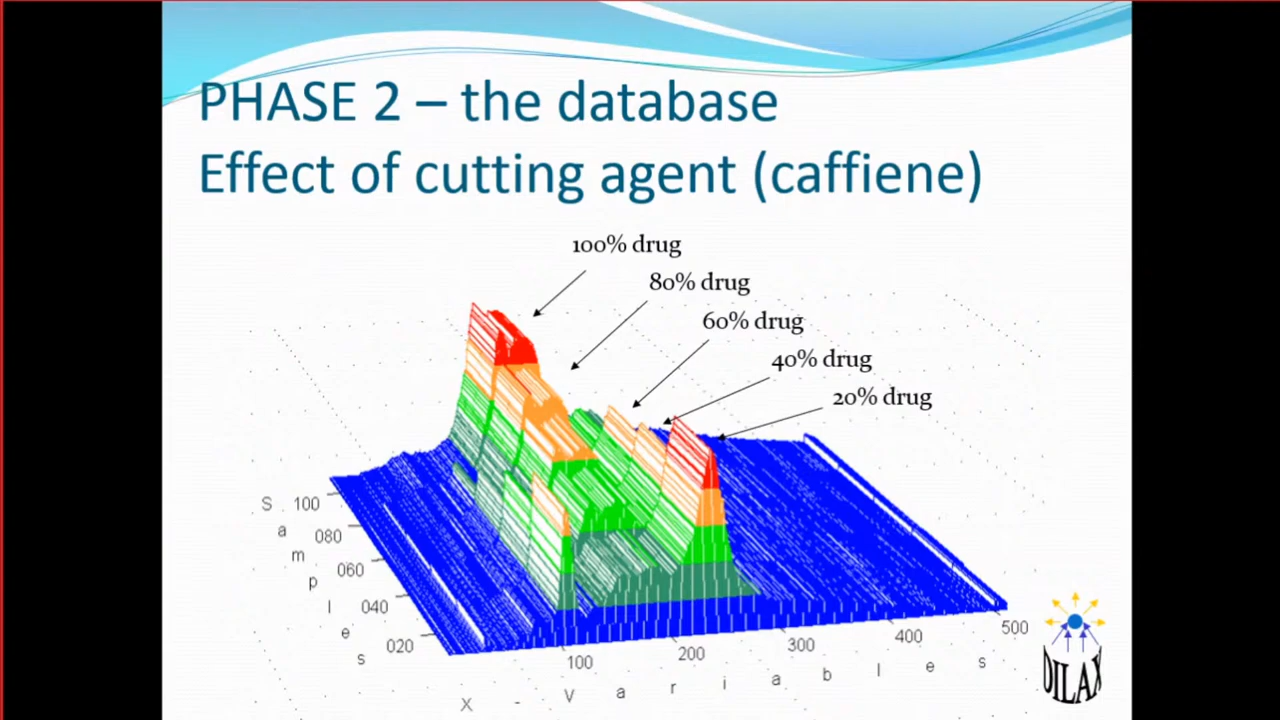 PHASE 2 – the database
Effect of cutting agent (caffiene)
100% drug
80% drug
60% drug
40% drug
20% drug
S a m p l e s
100
080
060
040
020
100
200
300
400
500
X - V a r i a b l e s
DILAX